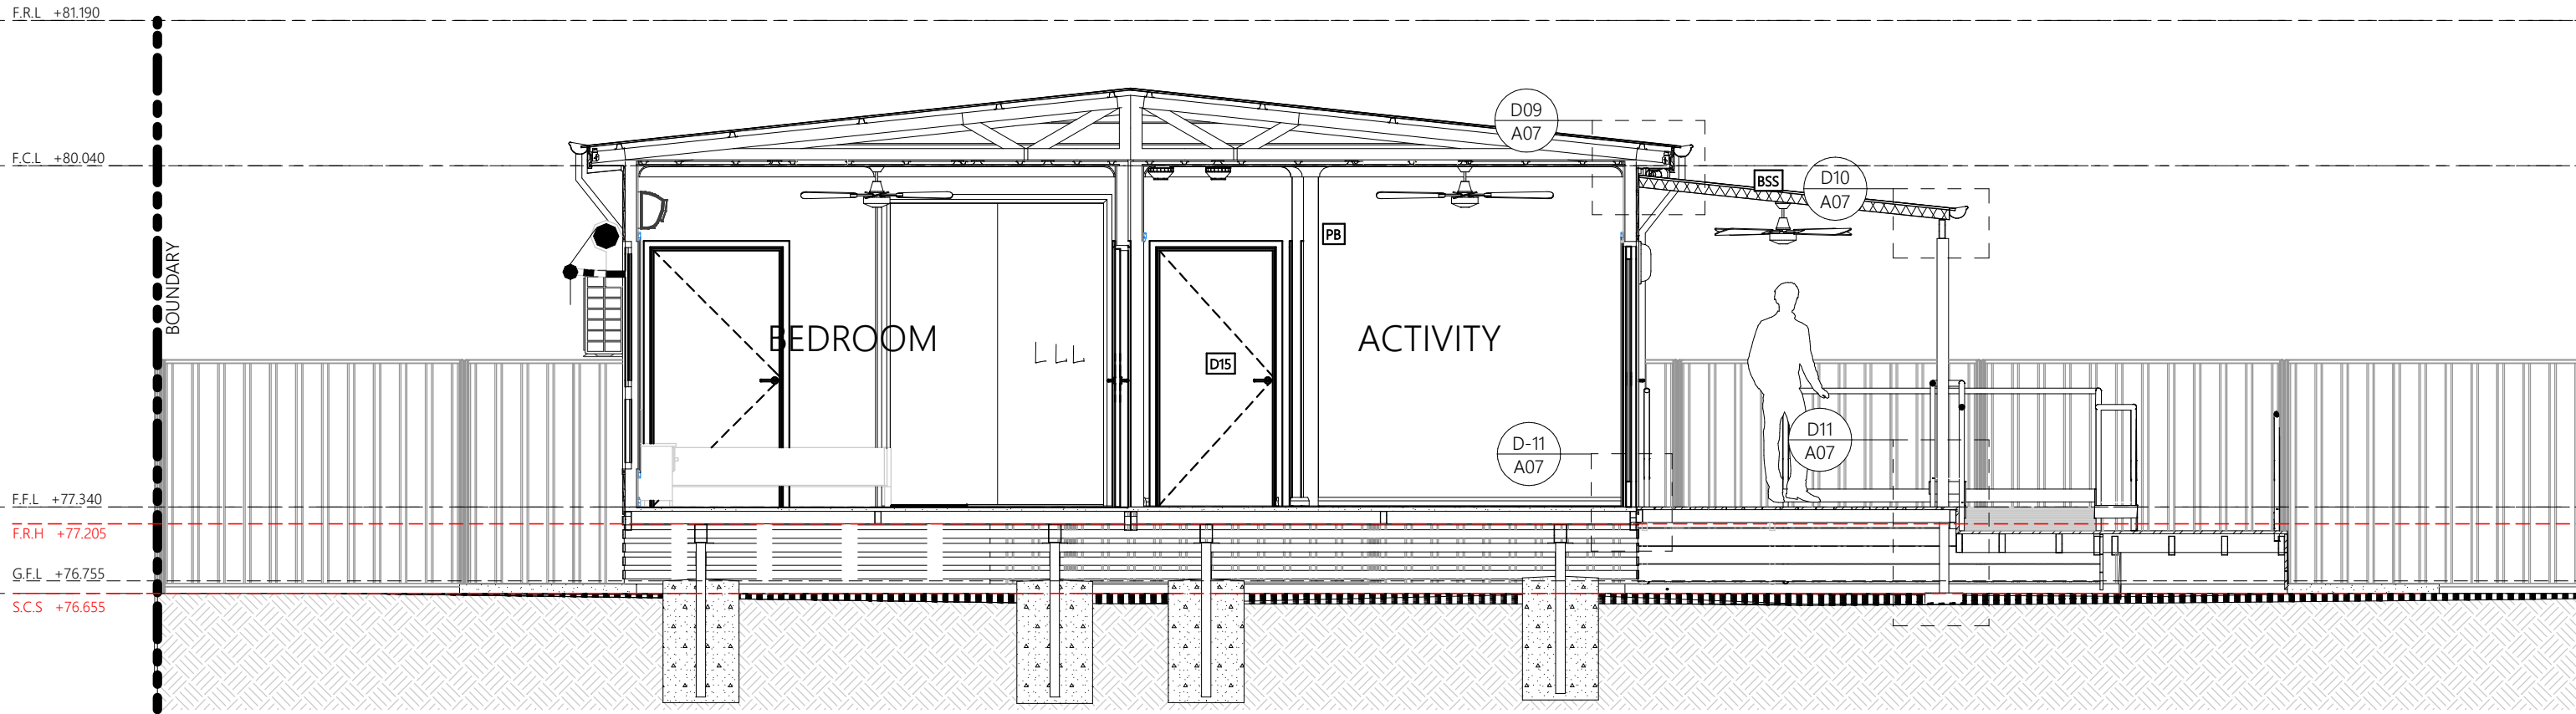 F.R.L +81.190
D09
A07
F.C.L +80.040
BSS
D10
A07
PB
BOUNDARY
BEDROOM
ACTIVITY
D15
D11
A07
D-11
A07
F.F.L +77.340
F.R.H +77.205
G.F.L +76.755
S.C.S +76.655